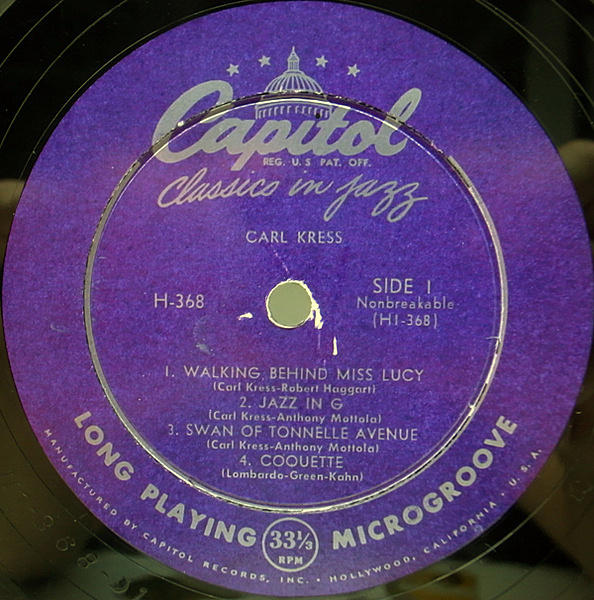 Capitol
REG. U.S. PAT. OFF.
Classics in jazz
CARL KRESS
H-368
SIDE 1
Nonbreakable
(H1-368)
1. WALKING BEHIND MISS LUCY
(Carl Kress-Robert Haggart)
2. JAZZ IN G
(Carl Kress-Anthony Mottola)
3. SWAN OF TONNELLE AVENUE
(Carl Kress-Anthony Mottola)
4. COQUETTE
(Lombardo-Green-Kahn)
LONG PLAYING 33⅓ RPM MICROGROOVE
MANUFACTURED BY CAPITOL RECORDS, INC. • HOLLYWOOD, CALIFORNIA • U.S.A.